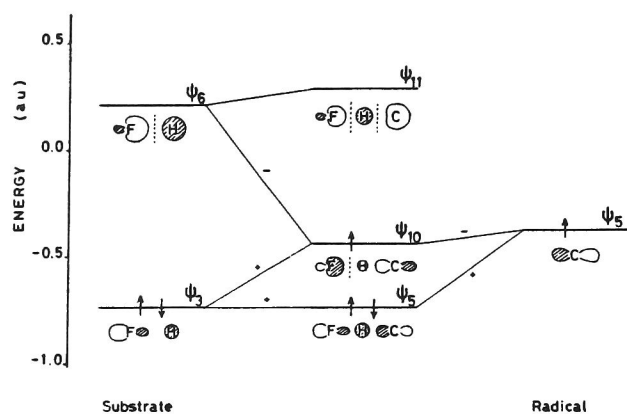 0.5
ψ11
ψ6
F H
F H C
0.0
ENERGY (au)
-
ψ10
-
ψ5
-0.5
+
F H C
+
C
ψ3
+
ψ5
F H
F H C
-1.0
Substrate
Radical